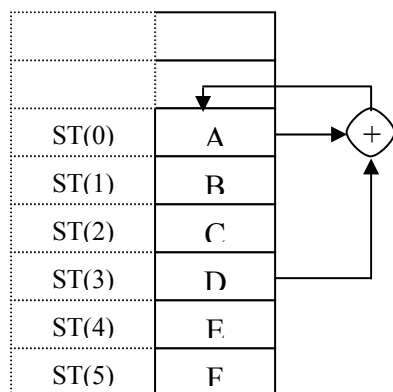 ST(0) A +
ST(1) B
ST(2) C
ST(3) D
ST(4) E
ST(5) F